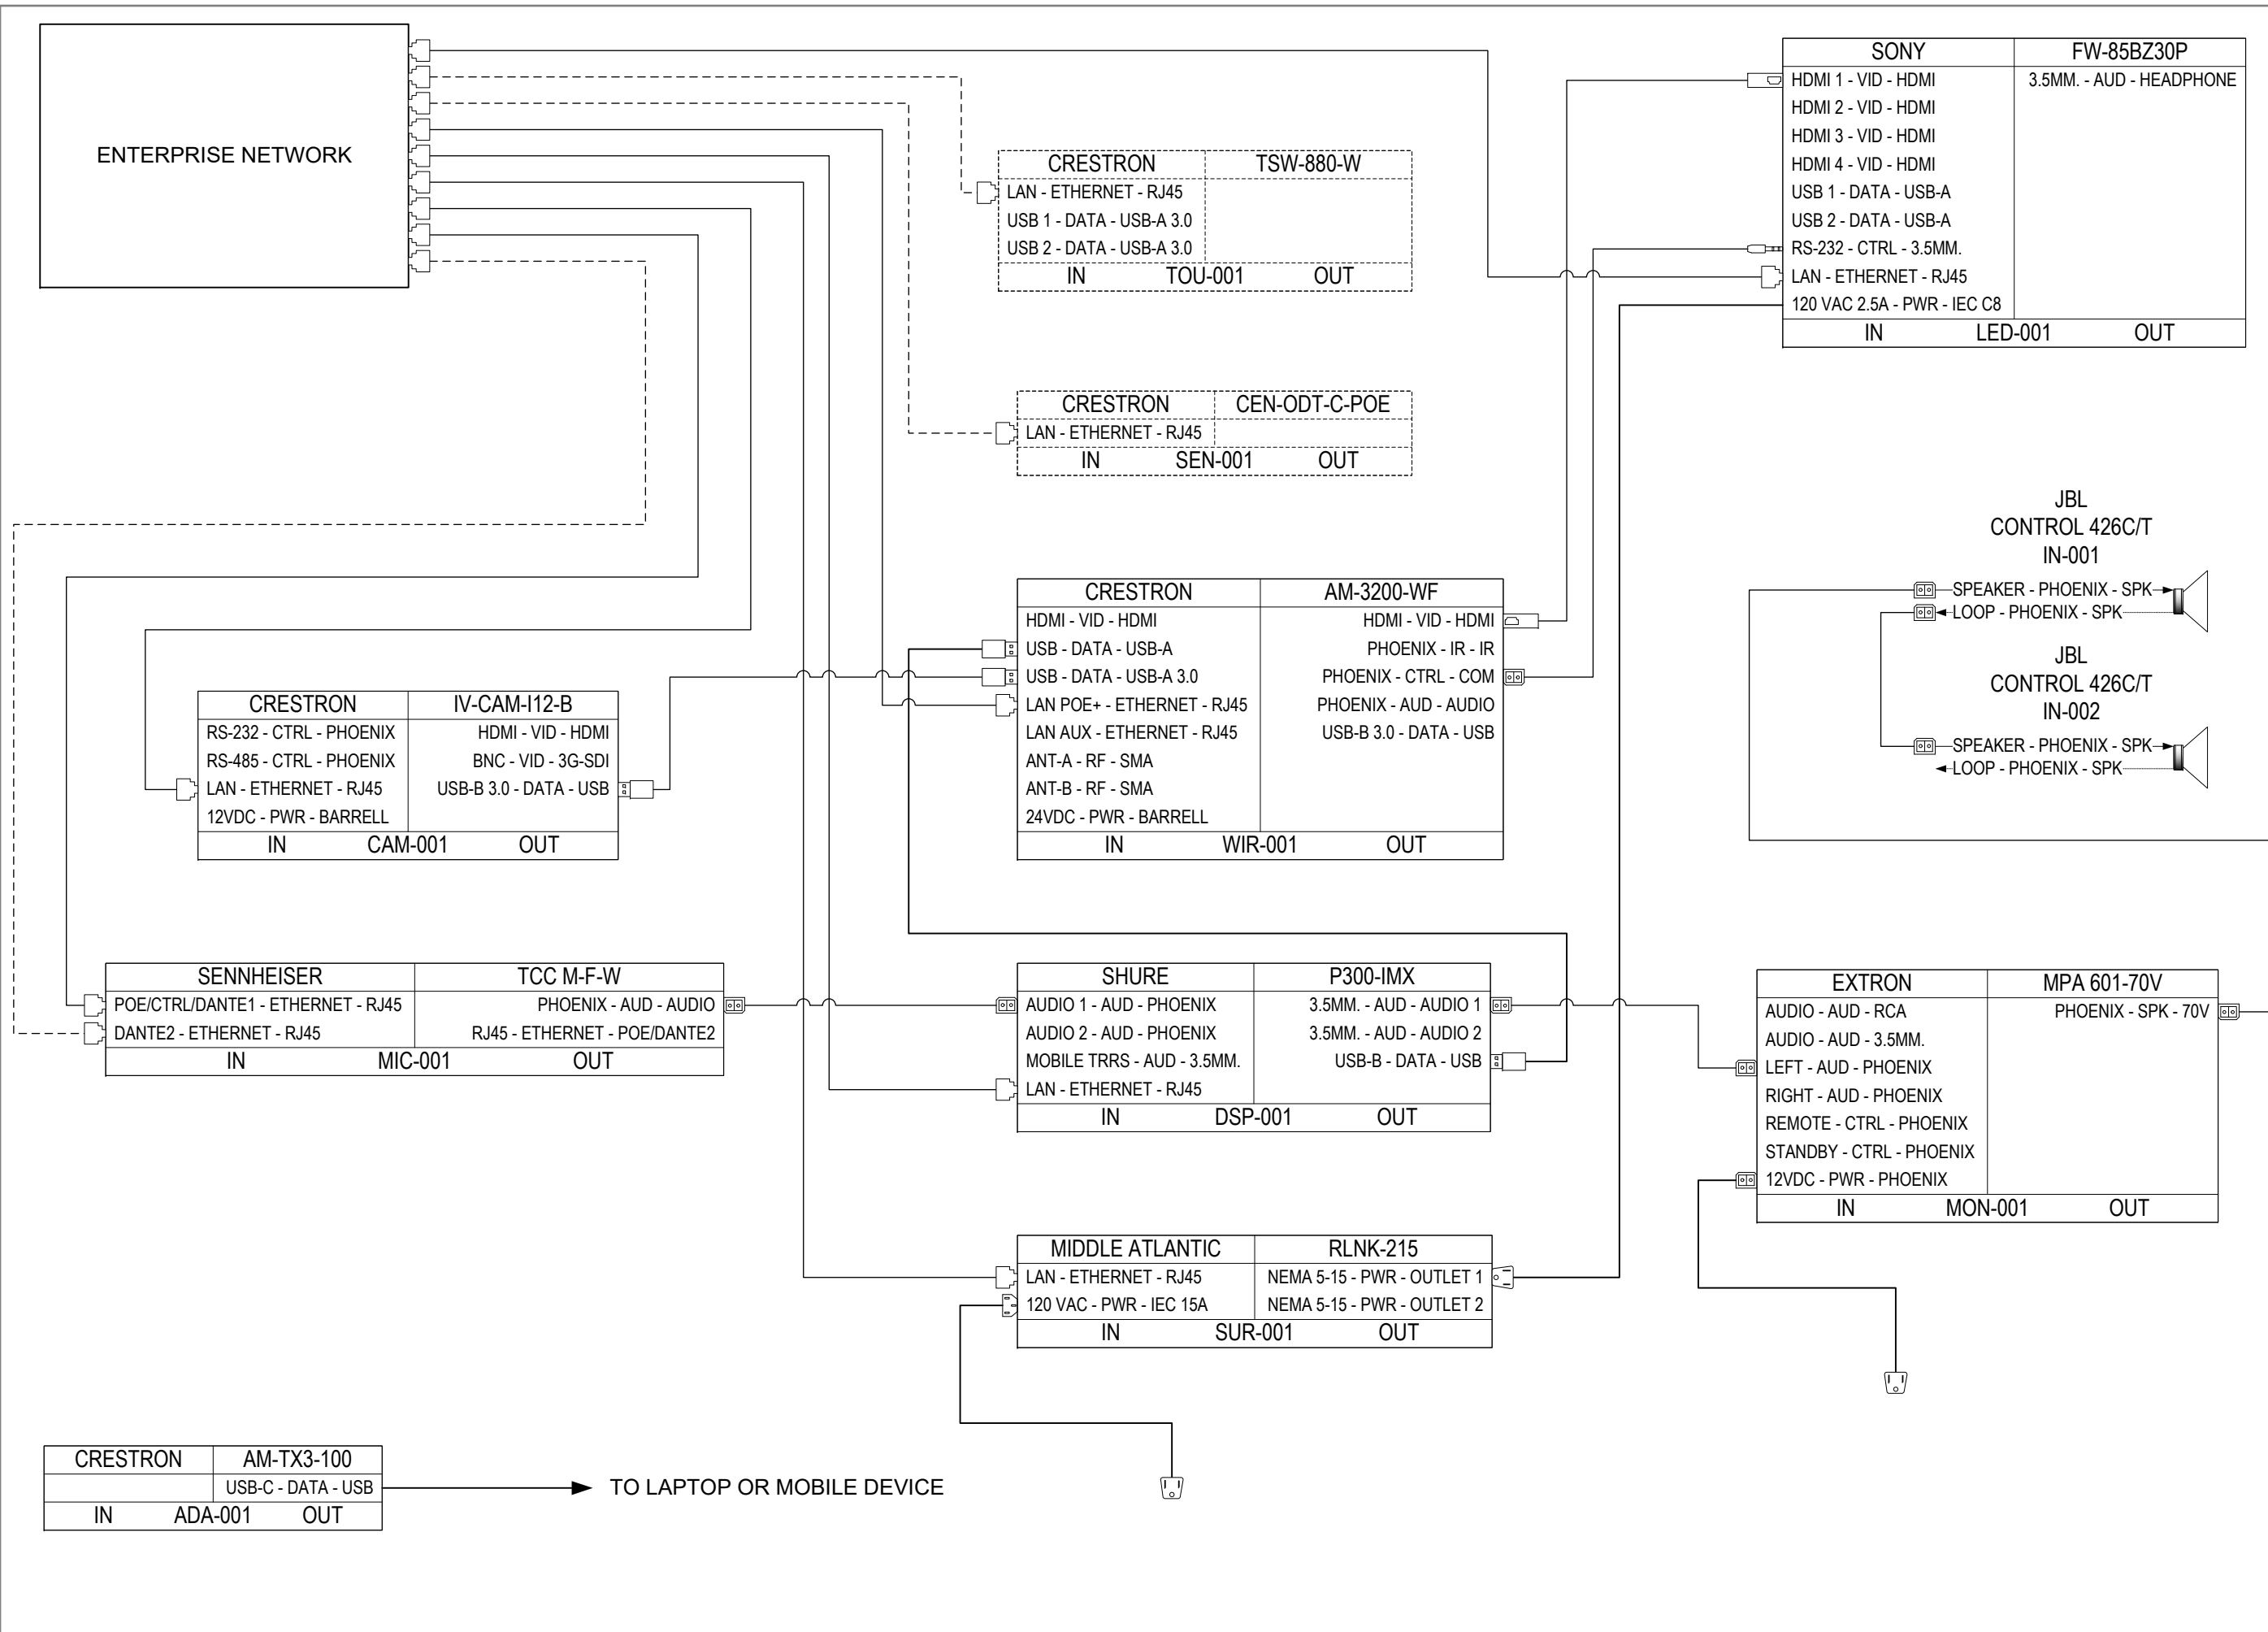 ENTERPRISE NETWORK
SONY FW-85BZ30P
HDMI 1 - VID - HDMI 3.5MM. - AUD - HEADPHONE
HDMI 2 - VID - HDMI
HDMI 3 - VID - HDMI
HDMI 4 - VID - HDMI
USB 1 - DATA - USB-A
USB 2 - DATA - USB-A
RS-232 - CTRL - 3.5MM.
LAN - ETHERNET - RJ45
120 VAC 2.5A - PWR - IEC C8
IN LED-001 OUT
CRESTRON TSW-880-W
LAN - ETHERNET - RJ45
USB 1 - DATA - USB-A 3.0
USB 2 - DATA - USB-A 3.0
IN TOU-001 OUT
CRESTRON CEN-ODT-C-POE
LAN - ETHERNET - RJ45
IN SEN-001 OUT
JBL
CONTROL 426C/T
IN-001
SPEAKER - PHOENIX - SPK
LOOP - PHOENIX - SPK
JBL
CONTROL 426C/T
IN-002
SPEAKER - PHOENIX - SPK
LOOP - PHOENIX - SPK
CRESTRON AM-3200-WF
HDMI - VID - HDMI HDMI - VID - HDMI
USB - DATA - USB-A PHOENIX - IR - IR
USB - DATA - USB-A 3.0 PHOENIX - CTRL - COM
LAN POE+ - ETHERNET - RJ45 PHOENIX - AUD - AUDIO
LAN AUX - ETHERNET - RJ45 USB-B 3.0 - DATA - USB
ANT-A - RF - SMA
ANT-B - RF - SMA
24VDC - PWR - BARRELL
IN WIR-001 OUT
CRESTRON IV-CAM-I12-B
RS-232 - CTRL - PHOENIX HDMI - VID - HDMI
RS-485 - CTRL - PHOENIX BNC - VID - 3G-SDI
LAN - ETHERNET - RJ45 USB-B 3.0 - DATA - USB
12VDC - PWR - BARRELL
IN CAM-001 OUT
SENNHEISER TCC M-F-W
POE/CTRL/DANTE1 - ETHERNET - RJ45 PHOENIX - AUD - AUDIO
DANTE2 - ETHERNET - RJ45 RJ45 - ETHERNET - POE/DANTE2
IN MIC-001 OUT
SHURE P300-IMX
AUDIO 1 - AUD - PHOENIX 3.5MM. - AUD - AUDIO 1
AUDIO 2 - AUD - PHOENIX 3.5MM. - AUD - AUDIO 2
MOBILE TRRS - AUD - 3.5MM. USB-B - DATA - USB
LAN - ETHERNET - RJ45
IN DSP-001 OUT
EXTRON MPA 601-70V
AUDIO - AUD - RCA PHOENIX - SPK - 70V
AUDIO - AUD - 3.5MM.
LEFT - AUD - PHOENIX
RIGHT - AUD - PHOENIX
REMOTE - CTRL - PHOENIX
STANDBY - CTRL - PHOENIX
12VDC - PWR - PHOENIX
IN MON-001 OUT
MIDDLE ATLANTIC RLNK-215
LAN - ETHERNET - RJ45 NEMA 5-15 - PWR - OUTLET 1
120 VAC - PWR - IEC 15A NEMA 5-15 - PWR - OUTLET 2
IN SUR-001 OUT
CRESTRON AM-TX3-100
USB-C - DATA - USB
IN ADA-001 OUT
TO LAPTOP OR MOBILE DEVICE